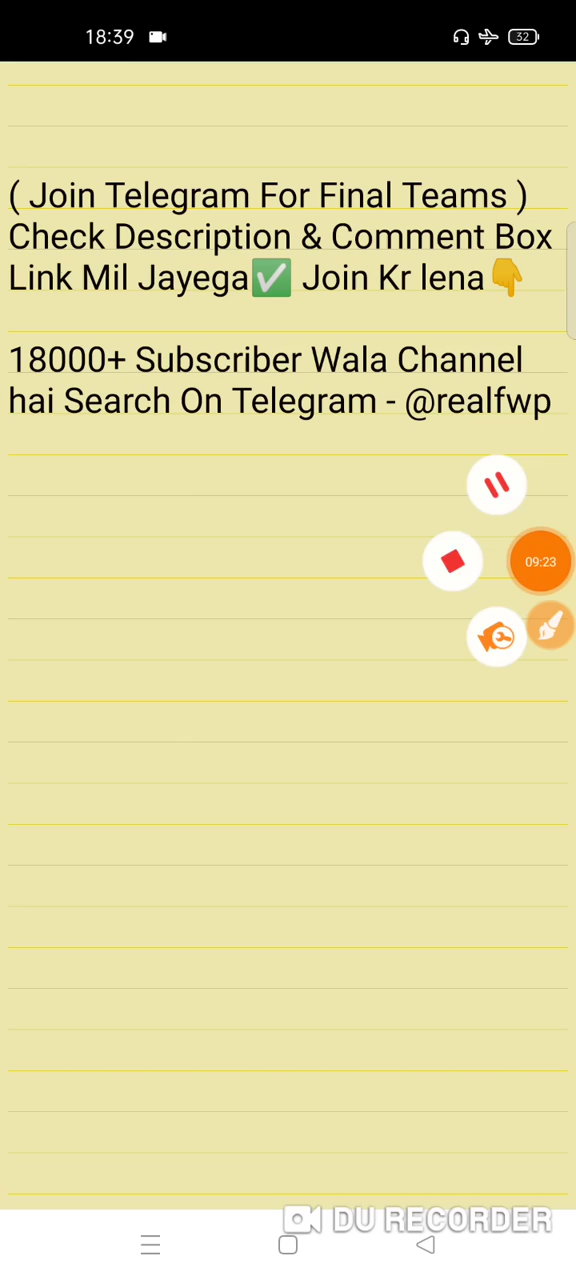 18:39
32
( Join Telegram For Final Teams )
Check Description & Comment Box
Link Mil Jayega✅ Join Kr lena👇
18000+ Subscriber Wala Channel
hai Search On Telegram - @realfwp
09:23
DU RECORDER